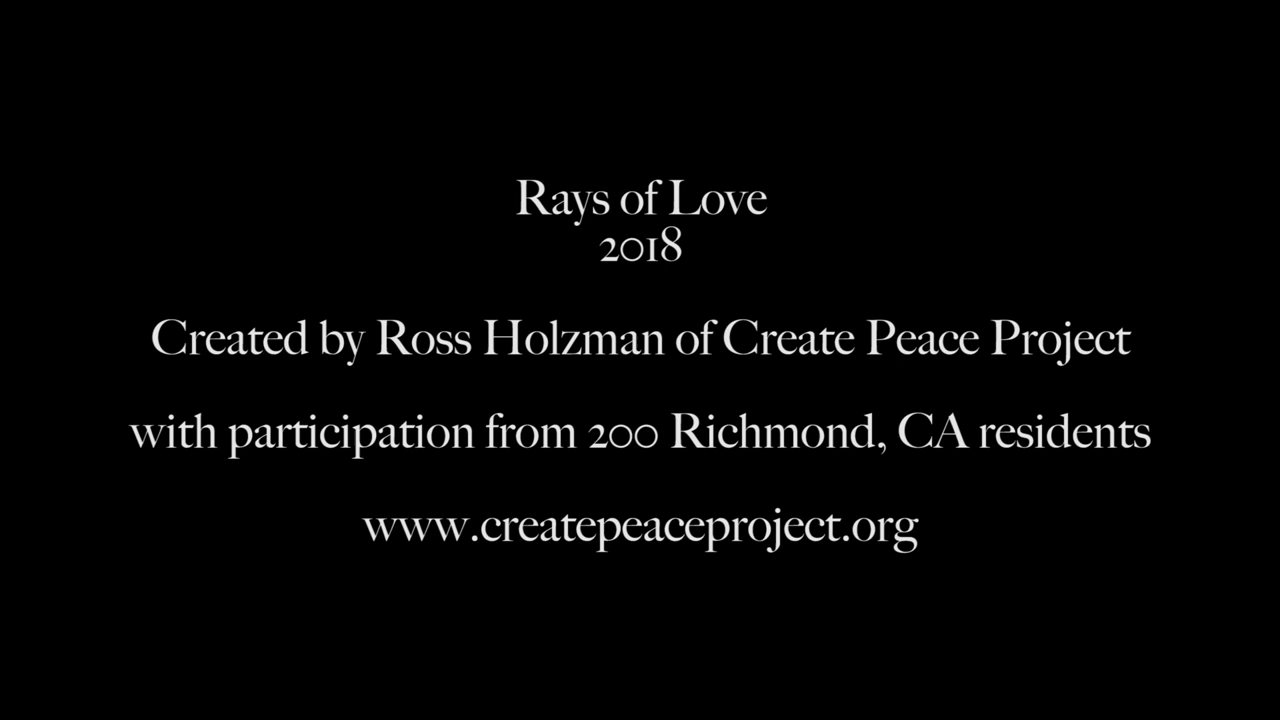 Rays of Love
2018
Created by Ross Holzman of Create Peace Project
with participation from 200 Richmond, CA residents
www.createpeaceproject.org